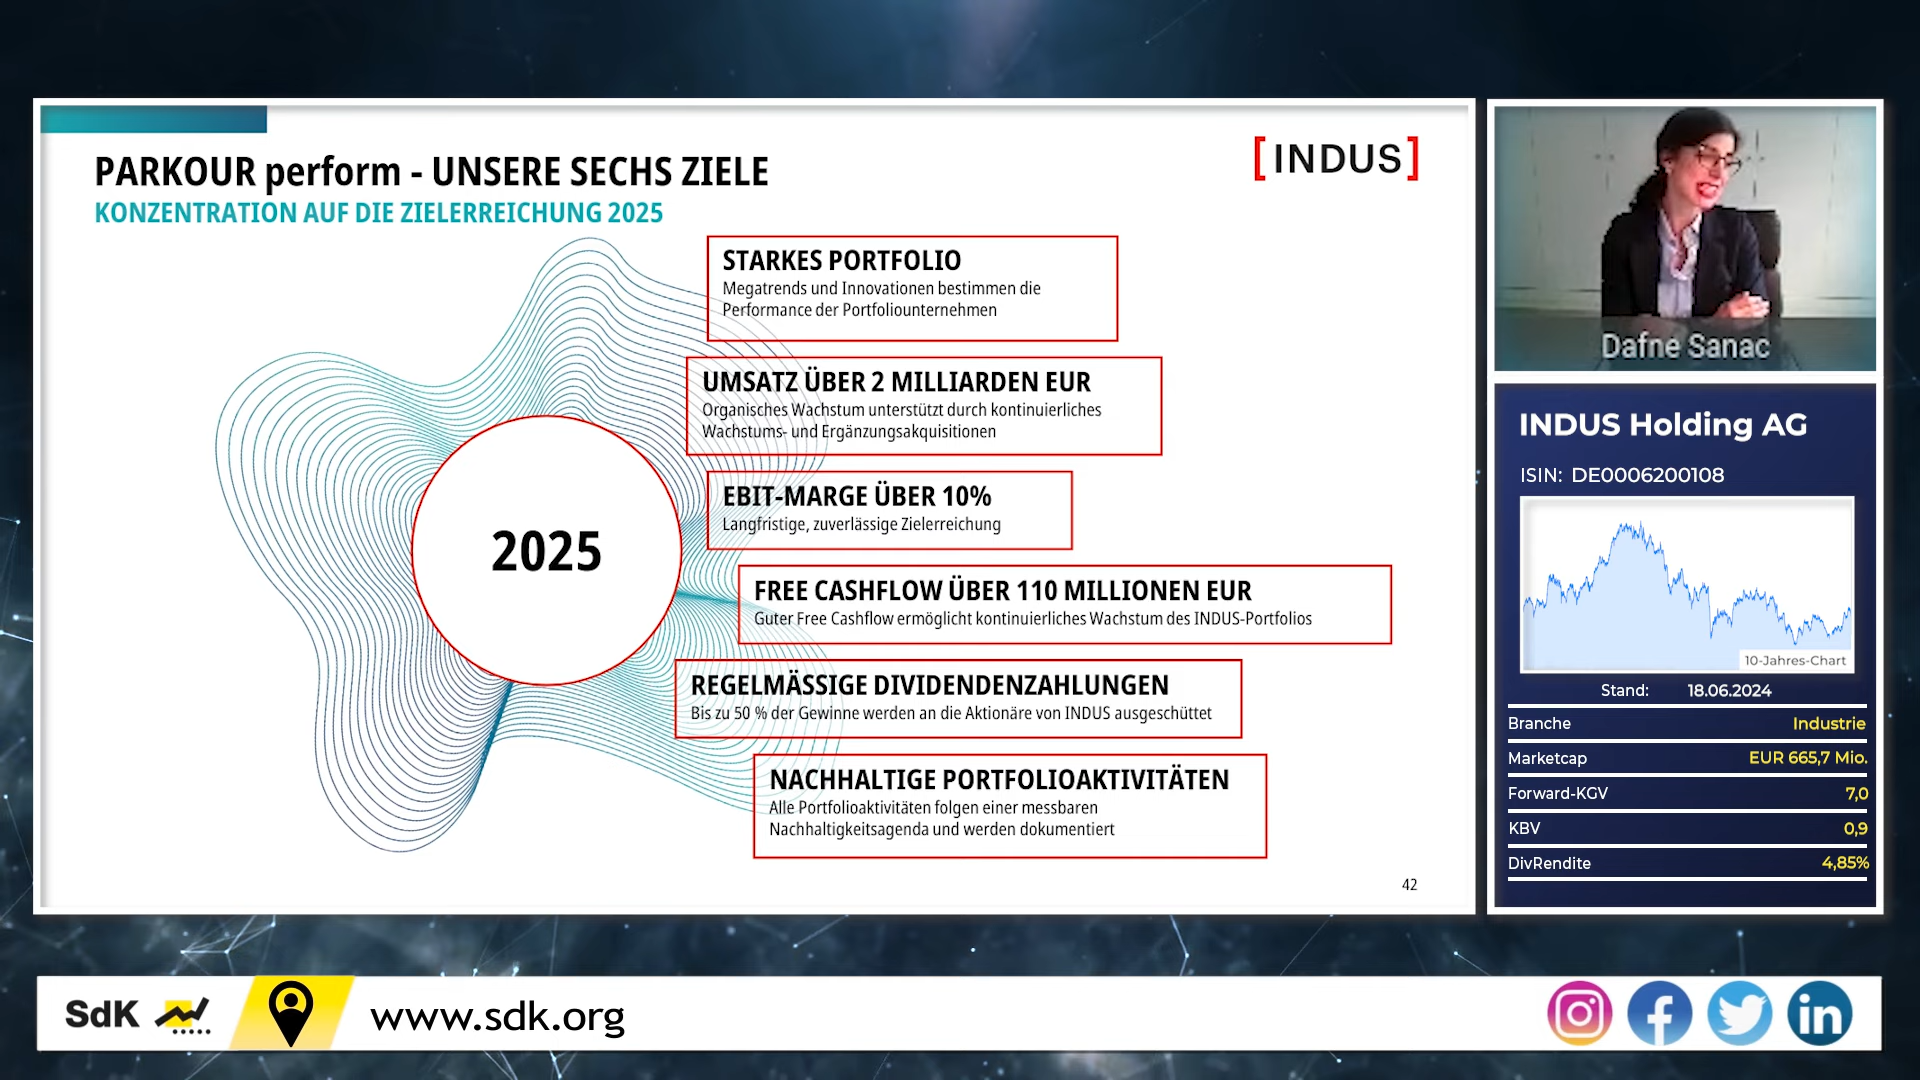 PARKOUR perform - UNSERE SECHS ZIELE
KONZENTRATION AUF DIE ZIELERREICHUNG 2025
[INDUS]
2025
STARKES PORTFOLIO
Megatrends und Innovationen bestimmen die
Performance der Portfoliounternehmen
UMSATZ ÜBER 2 MILLIARDEN EUR
Organisches Wachstum unterstützt durch kontinuierliches
Wachstums- und Ergänzungsakquisitionen
EBIT-MARGE ÜBER 10%
Langfristige, zuverlässige Zielerreichung
FREE CASHFLOW ÜBER 110 MILLIONEN EUR
Guter Free Cashflow ermöglicht kontinuierliches Wachstum des INDUS-Portfolios
REGELMÄSSIGE DIVIDENDENZAHLUNGEN
Bis zu 50 % der Gewinne werden an die Aktionäre von INDUS ausgeschüttet
NACHHALTIGE PORTFOLIOAKTIVITÄTEN
Alle Portfolioaktivitäten folgen einer messbaren
Nachhaltigkeitsagenda und werden dokumentiert
42
Dafne Sanac
INDUS Holding AG
ISIN: DE0006200108
10-Jahres-Chart
Stand: 18.06.2024
Branche Industrie
Marketcap EUR 665,7 Mio.
Forward-KGV 7,0
KBV 0,9
DivRendite 4,85%
SdK
www.sdk.org